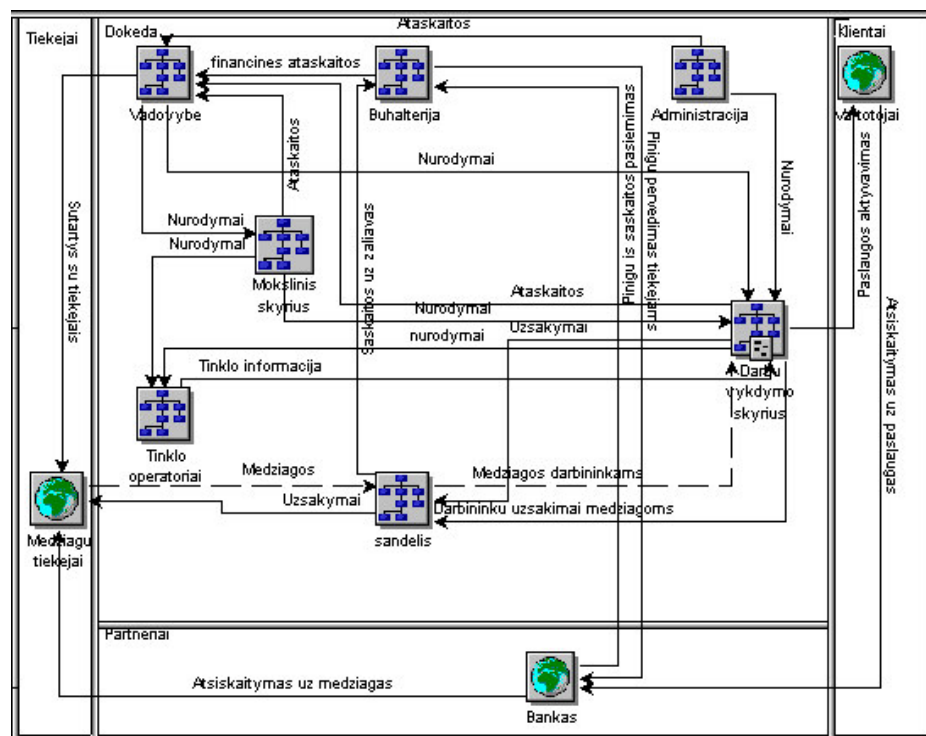 Ataskaitos
Tiekejai
Dokeda
Klientai
financines ataskaitos
Vadovybe
Buhalterija
Administracija
Vartotojai
Ataskaitos
Nurodymai
Pinigu is saskaitos pasiemimas
Pinigu pervedimas tiekejams
Nurodymai
Paslaugos aktyvavimas
Sutartys su tiekejais
Nurodymai
Nurodymai
Saskaitos uz zaliavas
Mokslinis
skyrius
Ataskaitos
Nurodymai
Uzsakymai
nurodymai
Atsiskaitymas uz paslaugas
Tinklo informacija
Darbu
vykdymo
skyrius
Tinklo
operatoriai
Medziagos
Medziagos darbininkams
Uzsakymai
Darbininku uzsakimai medziagoms
Medziagu
tiekejai
sandelis
Partneriai
Atsiskaitymas uz medziagas
Bankas